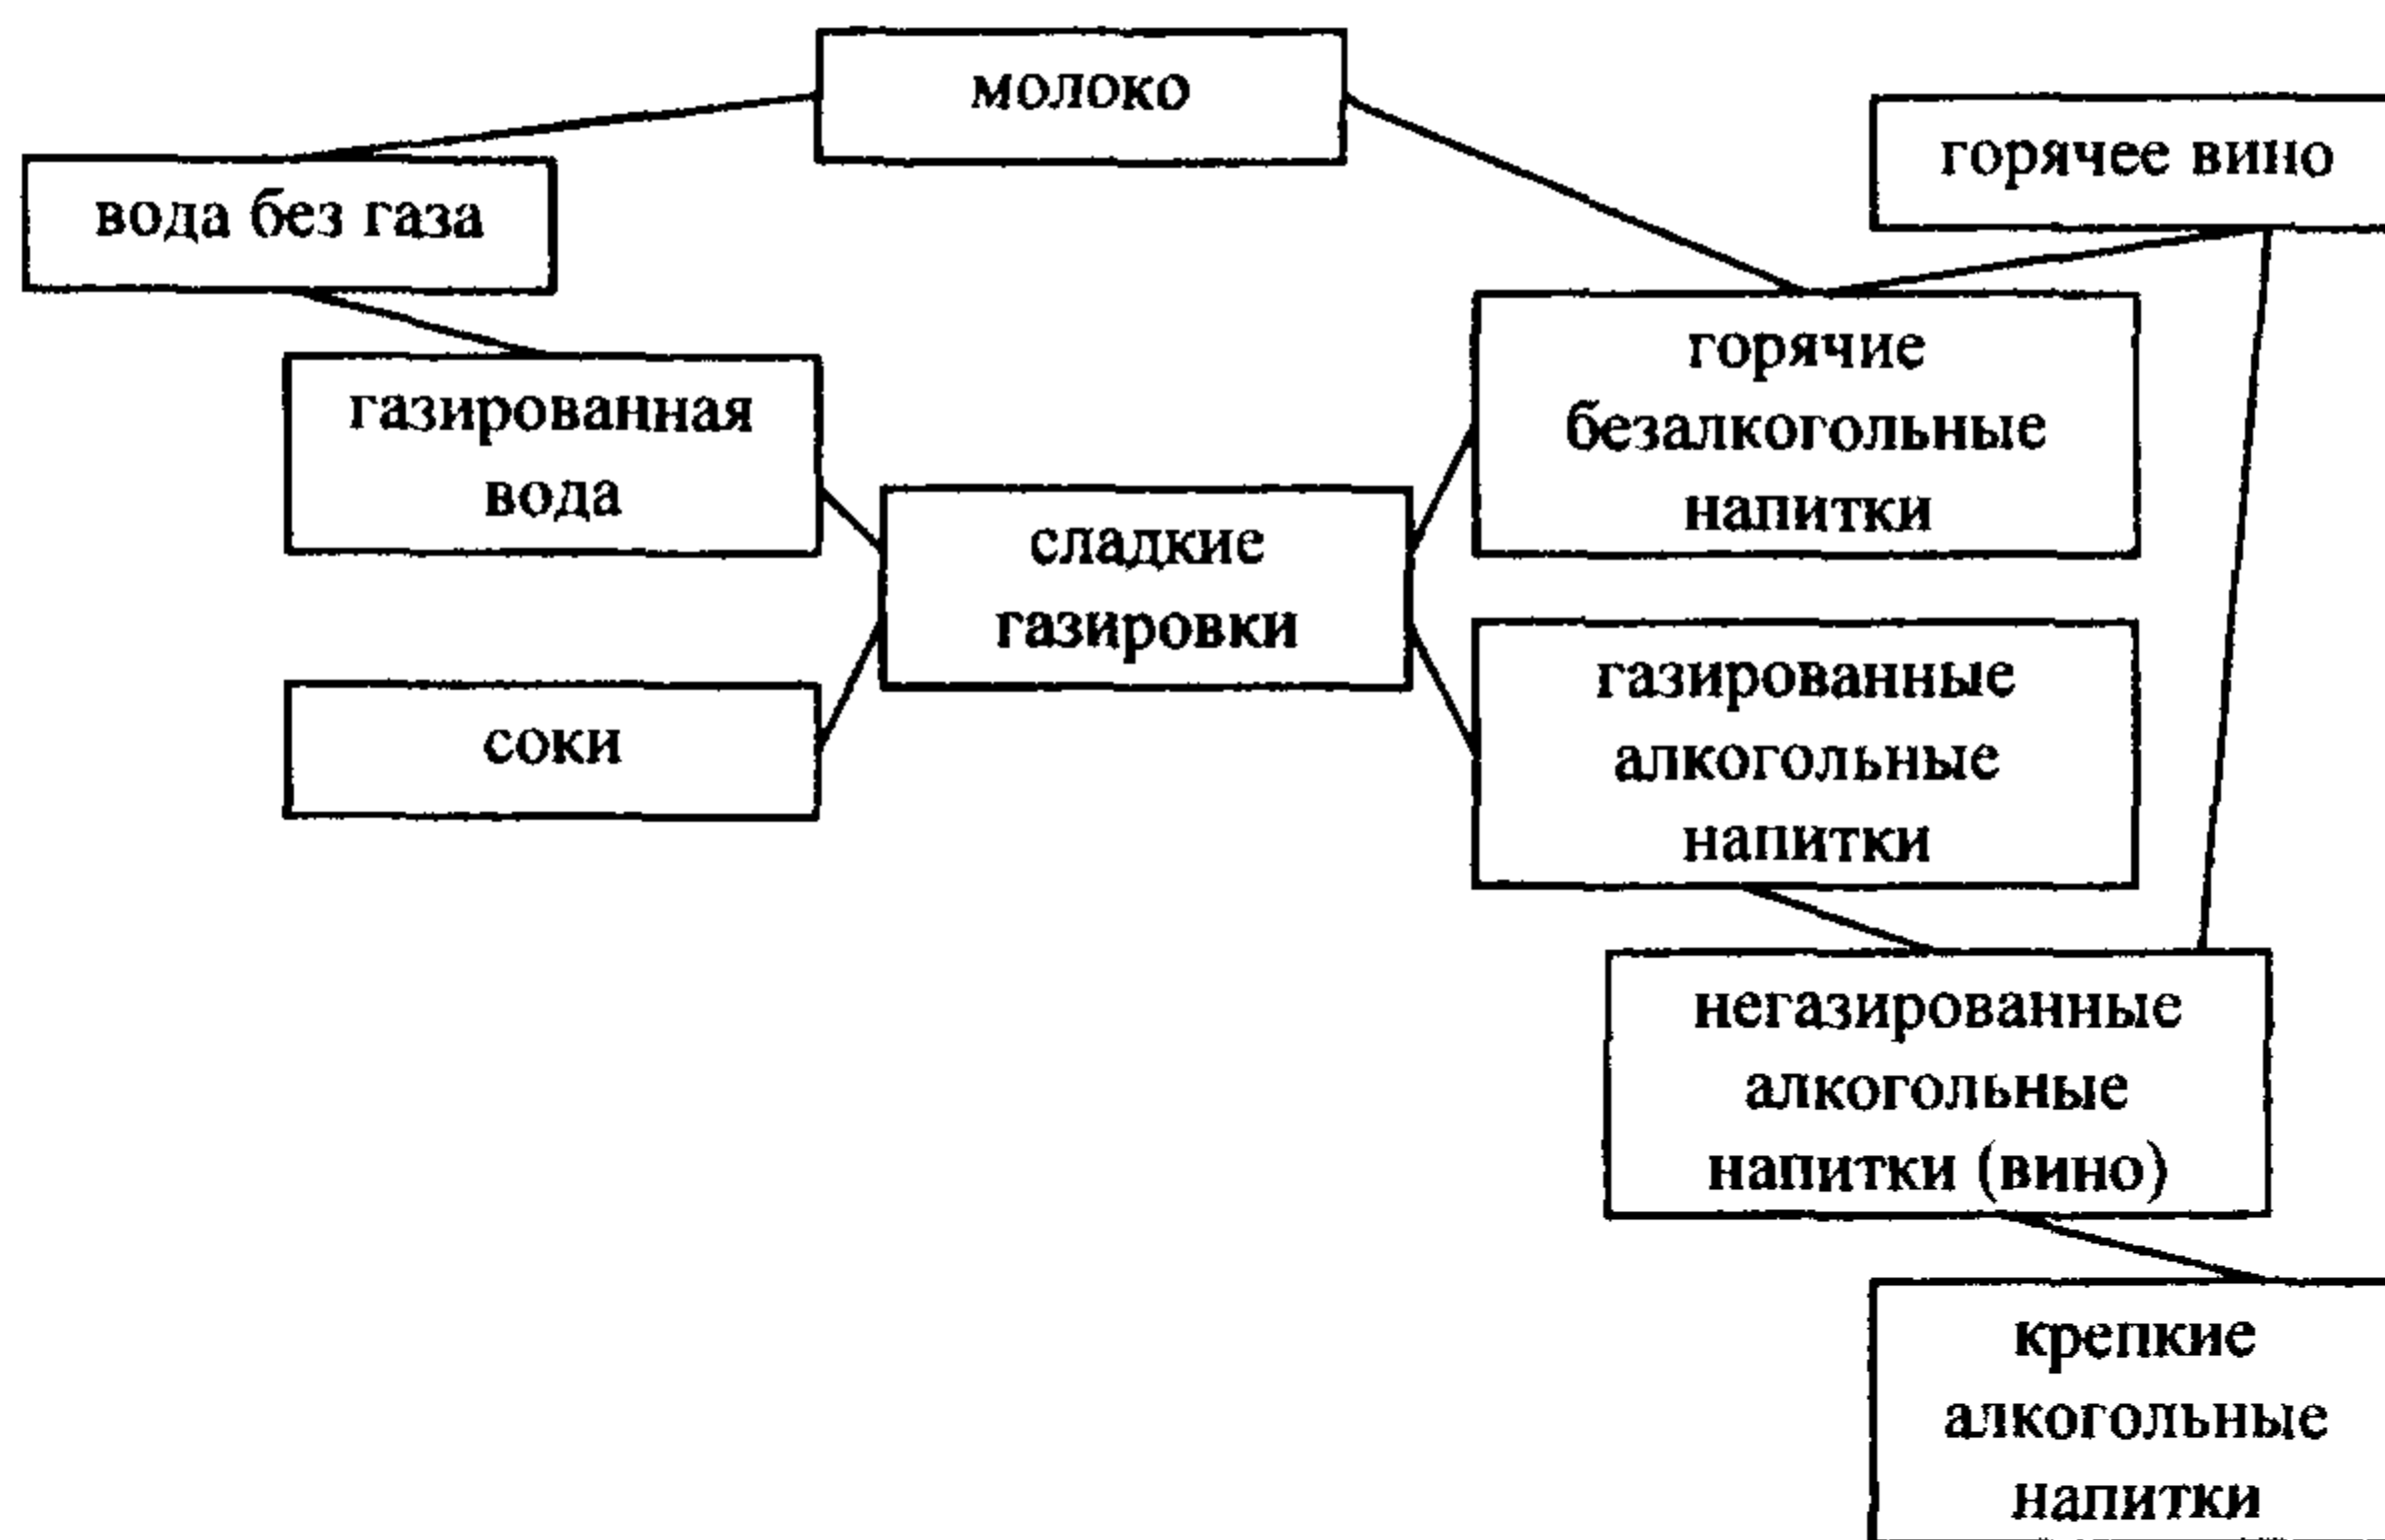 молоко
горячее вино
вода без газа
горячие
безалкогольные
напитки
газированная
вода
сладкие
газировки
газированные
алкогольные
напитки
соки
негазированные
алкогольные
напитки (вино)
крепкие
алкогольные
напитки